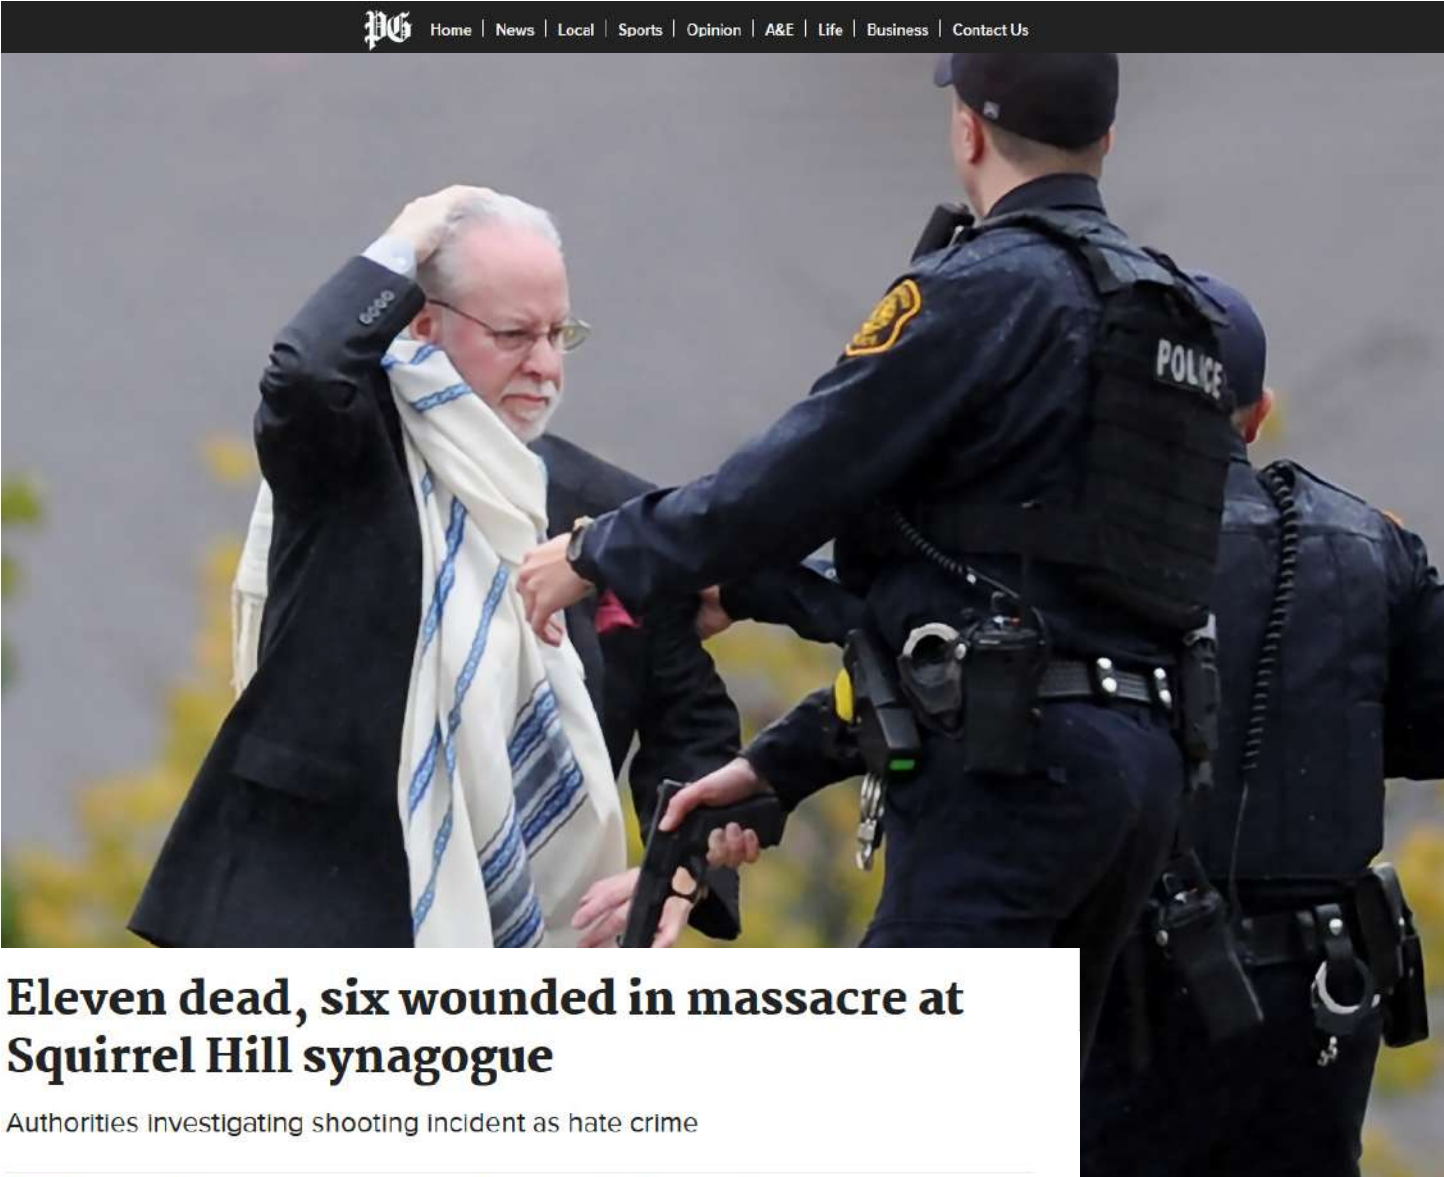 PG
Home | News | Local | Sports | Opinion | A&E | Life | Business | Contact Us
POLICE
Eleven dead, six wounded in massacre at
Squirrel Hill synagogue
Authorities investigating shooting incident as hate crime